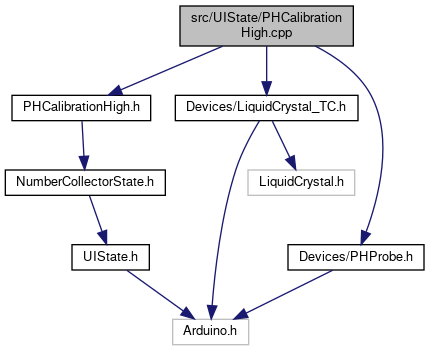 src/UIState/PHCalibration
High.cpp
PHCalibrationHigh.h
Devices/LiquidCrystal_TC.h
NumberCollectorState.h
LiquidCrystal.h
UIState.h
Devices/PHProbe.h
Arduino.h